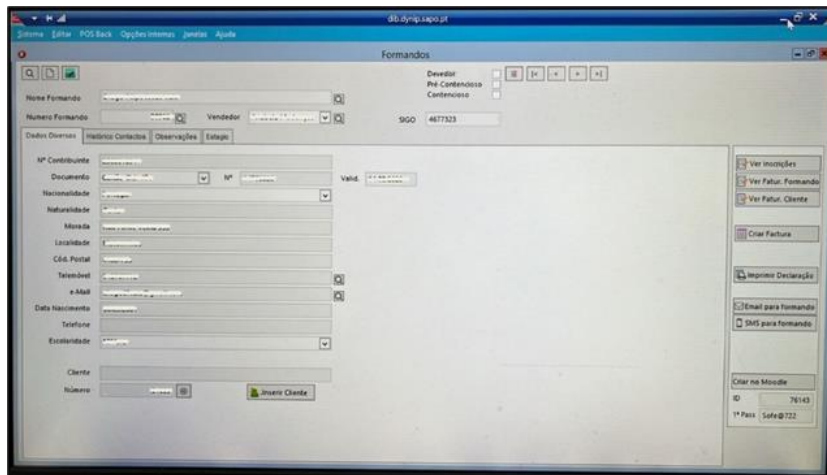 dib.dynip.sapo.pt
Sistema Editar POS Back Opções Internas Janelas Ajuda
Formandos
Devedor
Pré-Contencioso
Contencioso
Nome Formando
Numero Formando
Vendedor
SIGO 4677323
Dados Diversos Histórico Contactos Observações Estagio
Nº Contribuinte
Documento Nº Valid.
Nacionalidade
Naturalidade
Morada
Localidade
Cód. Postal
Telemóvel
e-Mail
Data Nascimento
Telefone
Escolaridade
Cliente
Número
Inserir Cliente
Ver Inscrições
Ver Fatur. Formando
Ver Fatur. Cliente
Criar Factura
Imprimir Declaração
Email para formando
SMS para formando
Criar no Moodle
ID 76143
1ª Pass Sofa@722